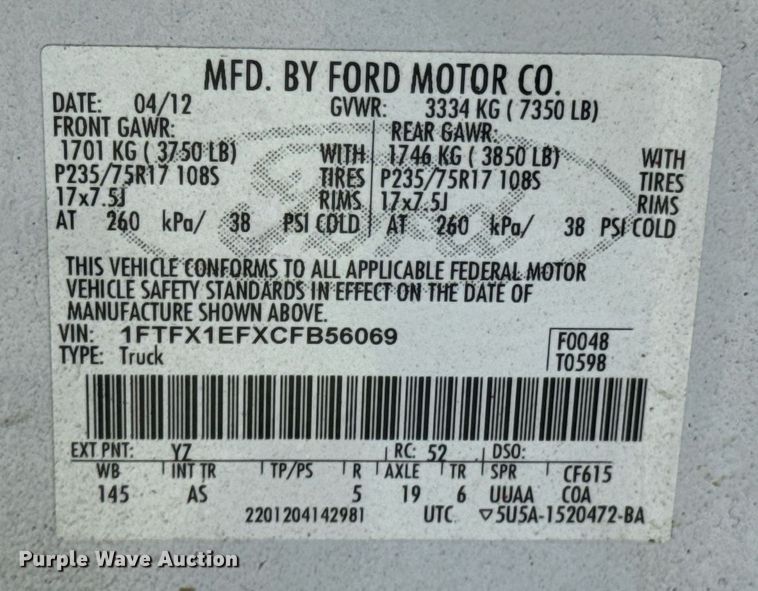 MFD. BY FORD MOTOR CO.
DATE: 04/12 GVWR: 3334 KG ( 7350 LB)
FRONT GAWR: REAR GAWR:
1701 KG ( 3750 LB) WITH 1746 KG ( 3850 LB) WITH
P235/75R17 108S TIRES P235/75R17 108S TIRES
17x7.5J RIMS 17x7.5J RIMS
AT 260 kPa/ 38 PSI COLD AT 260 kPa/ 38 PSI COLD
Ford
THIS VEHICLE CONFORMS TO ALL APPLICABLE FEDERAL MOTOR
VEHICLE SAFETY STANDARDS IN EFFECT ON THE DATE OF
MANUFACTURE SHOWN ABOVE.
VIN: 1FTFX1EFXCFB56069 F0048
TYPE: Truck T0598
EXT PNT: YZ RC: 52 DSO:
WB INT TR TP/PS R AXLE TR SPR CF615
145 AS 5 19 6 UUAA COA
2201204142981 UTC ▽5U5A-1520472-BA
Purple Wave Auction